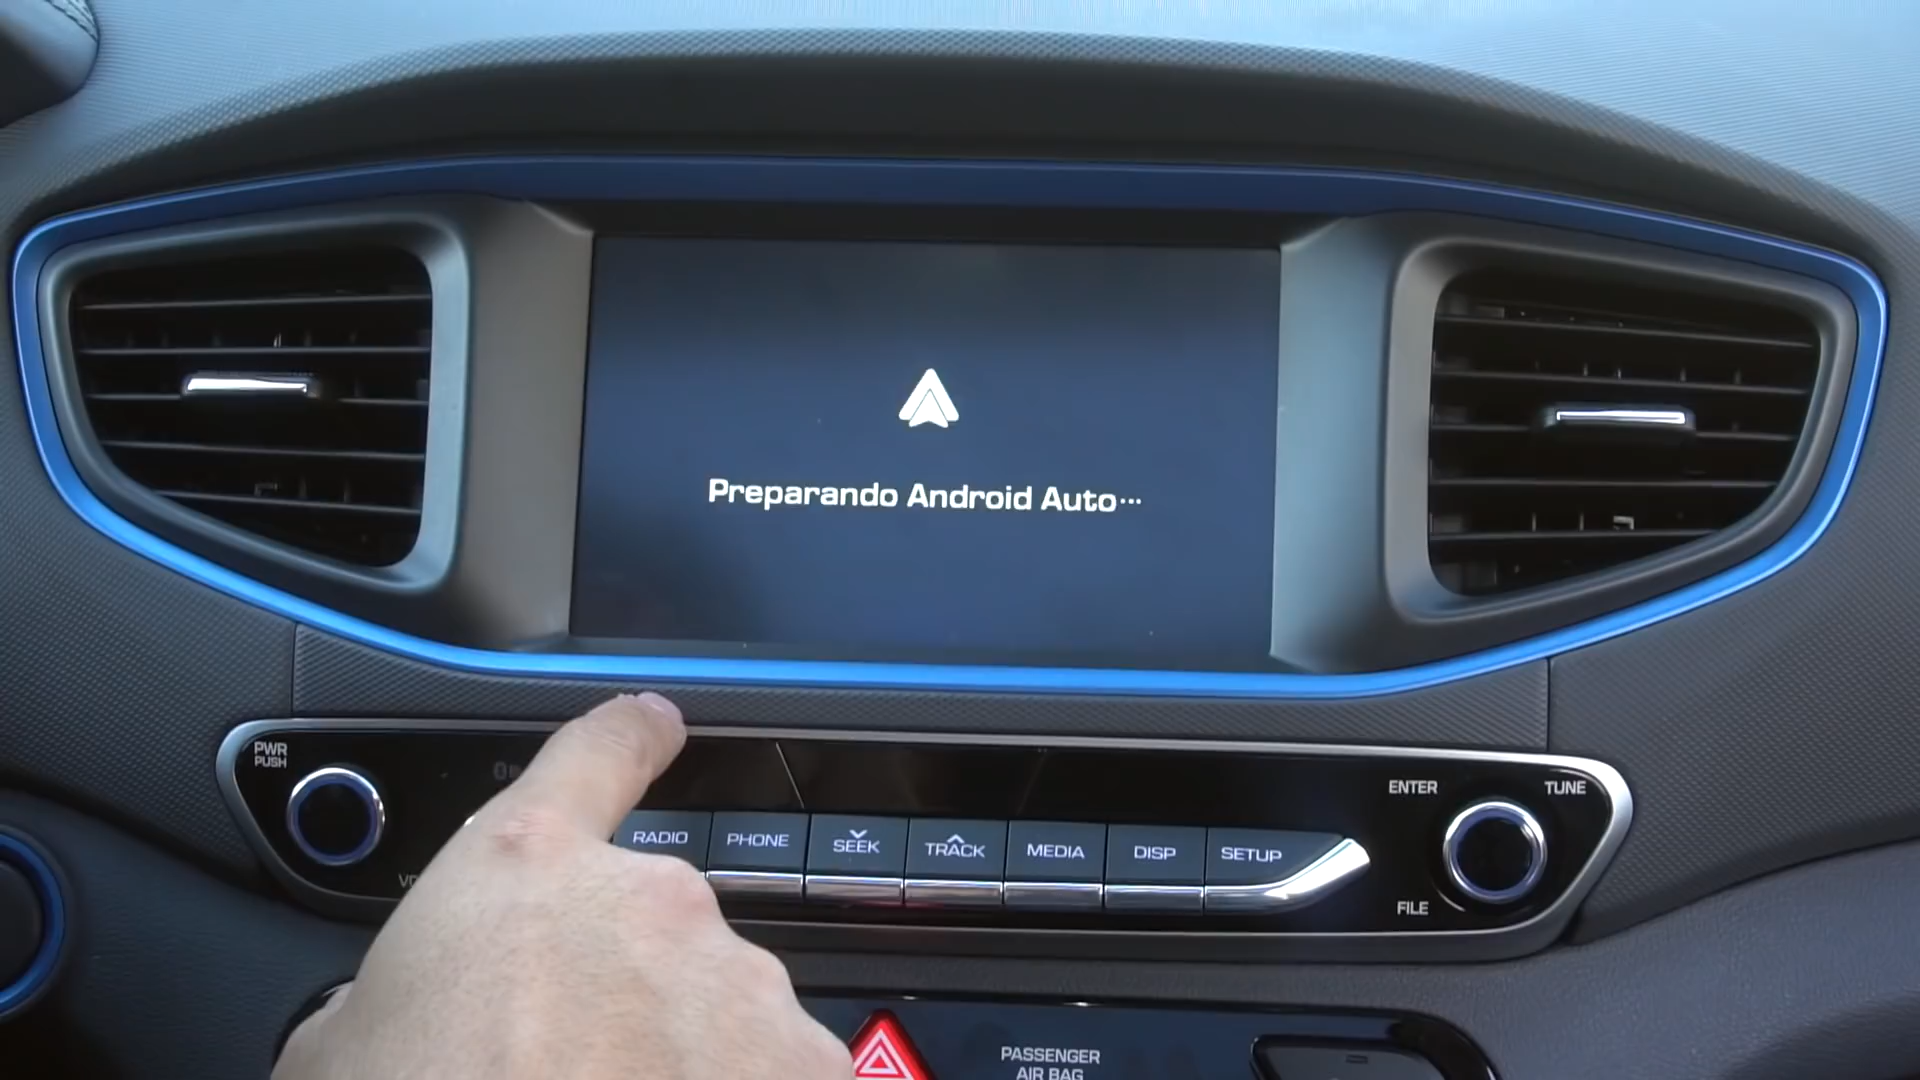 Preparando Android Auto...
PWR
PUSH
ENTER
TUNE
RADIO
PHONE
SEEK
TRACK
MEDIA
DISP
SETUP
FILE
PASSENGER
AIR BAG